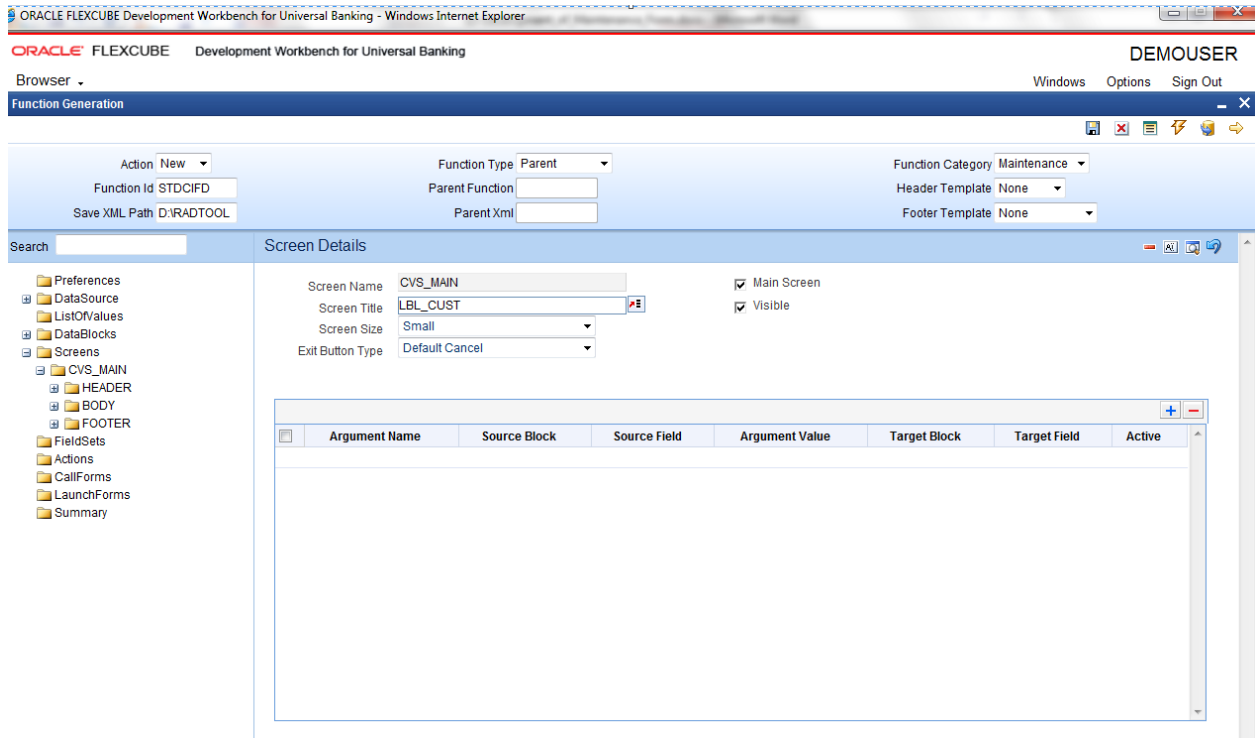 ORACLE FLEXCUBE Development Workbench for Universal Banking - Windows Internet Explorer
ORACLE® FLEXCUBE Development Workbench for Universal Banking
DEMOUSER
Browser
Windows Options Sign Out
Function Generation
Action New Function Type Parent Function Category Maintenance
Function Id STDCIFD Parent Function Header Template None
Save XML Path D:\RADTOOL Parent Xml Footer Template None
Search
Screen Details
Preferences
DataSource
ListOfValues
DataBlocks
Screens
CVS_MAIN
HEADER
BODY
FOOTER
FieldSets
Actions
CallForms
LaunchForms
Summary
Screen Name CVS_MAIN Main Screen
Screen Title LBL_CUST Visible
Screen Size Small
Exit Button Type Default Cancel
Argument Name Source Block Source Field Argument Value Target Block Target Field Active